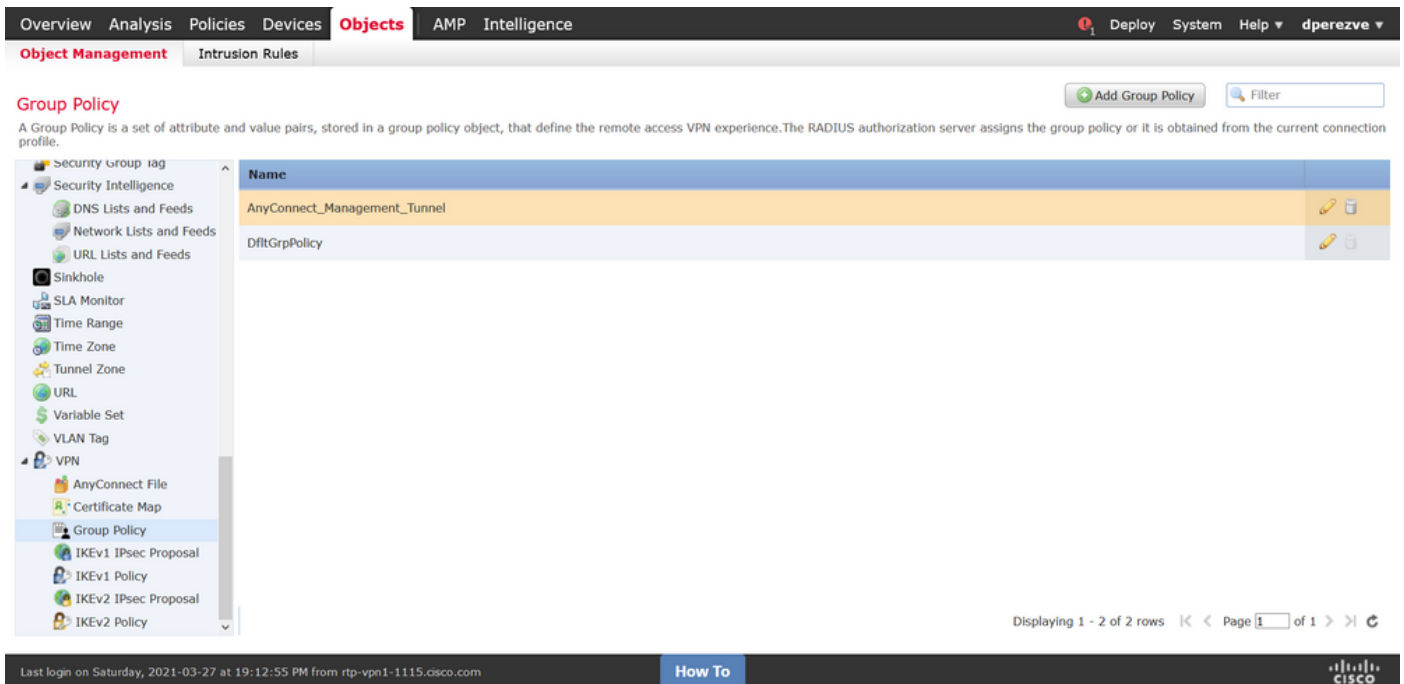 Overview Analysis Policies Devices Objects AMP Intelligence 1 Deploy System Help dperezve
Object Management Intrusion Rules
Group Policy
Add Group Policy
Filter
A Group Policy is a set of attribute and value pairs, stored in a group policy object, that define the remote access VPN experience.The RADIUS authorization server assigns the group policy or it is obtained from the current connection
profile.
Security Group Tag
Security Intelligence
DNS Lists and Feeds
Network Lists and Feeds
URL Lists and Feeds
Sinkhole
SLA Monitor
Time Range
Time Zone
Tunnel Zone
URL
Variable Set
VLAN Tag
VPN
AnyConnect File
Certificate Map
Group Policy
IKEv1 IPsec Proposal
IKEv1 Policy
IKEv2 IPsec Proposal
IKEv2 Policy
Name
AnyConnect_Management_Tunnel
DfltGrpPolicy
Displaying 1 - 2 of 2 rows |< < Page 1 of 1 > >|
Last login on Saturday, 2021-03-27 at 19:12:55 PM from rtp-vpn1-1115.cisco.com
How To
cisco